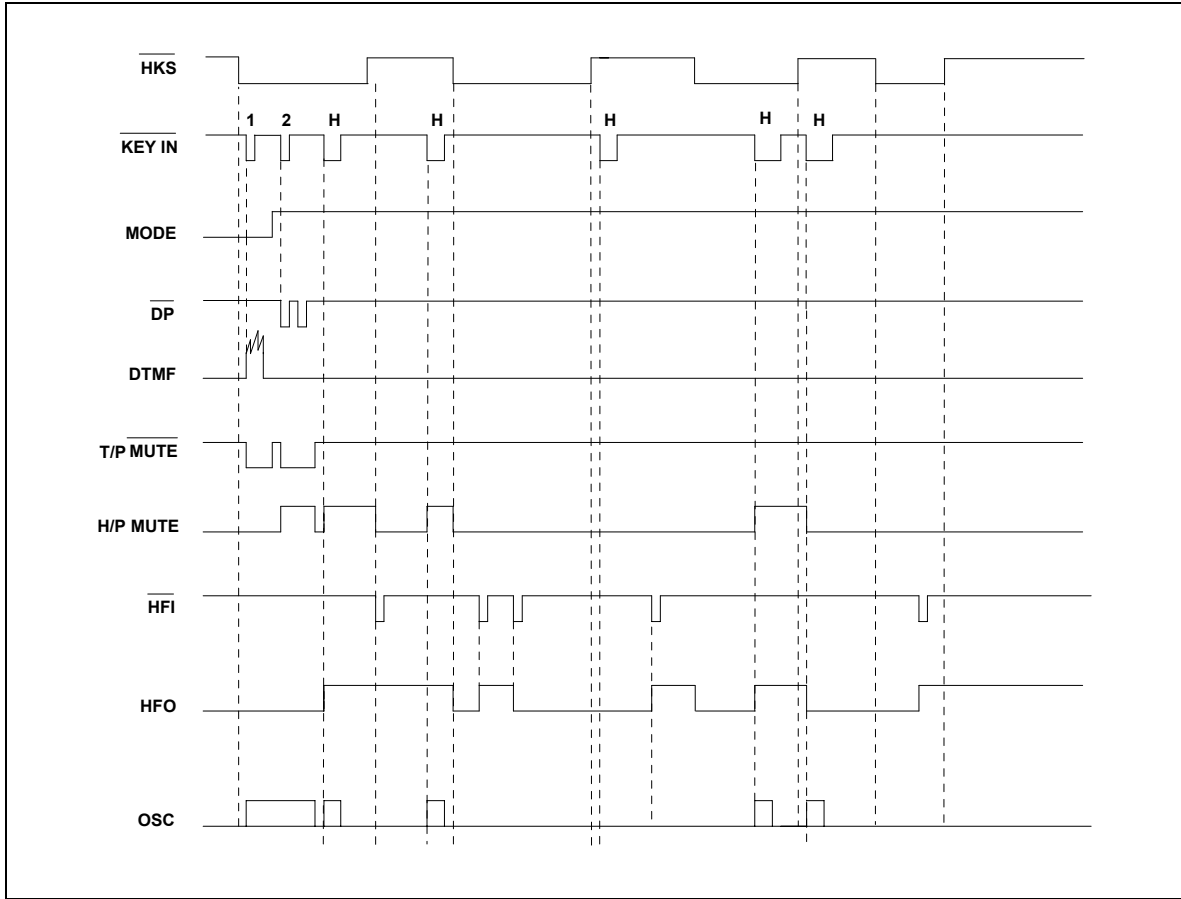 HKS
1 2 H H H H H
KEY IN
MODE
DP
DTMF
T/P MUTE
H/P MUTE
HFI
HFO
OSC